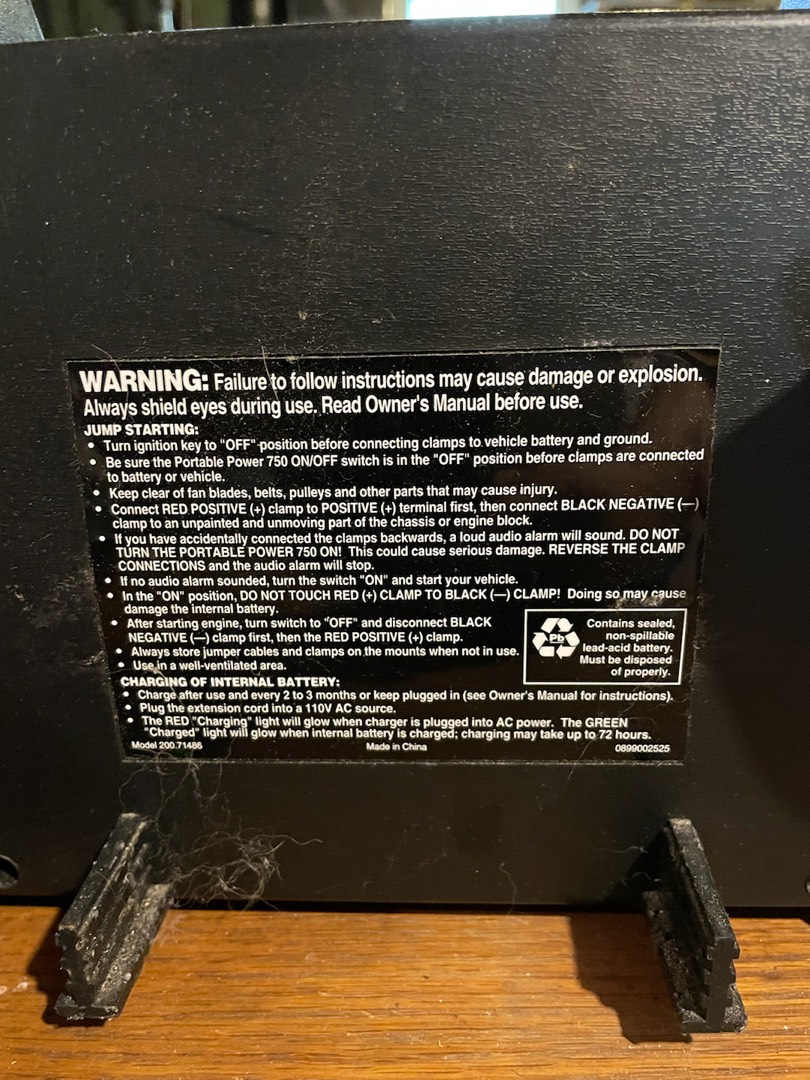 WARNING: Failure to follow instructions may cause damage or explosion.
Always shield eyes during use. Read Owner's Manual before use.
JUMP STARTING:
• Turn ignition key to "OFF" position before connecting clamps to vehicle battery and ground.
• Be sure the Portable Power 750 ON/OFF switch is in the "OFF" position before clamps are connected
to battery or vehicle.
• Keep clear of fan blades, belts, pulleys and other parts that may cause injury.
• Connect RED POSITIVE (+) clamp to POSITIVE (+) terminal first, then connect BLACK NEGATIVE (—)
clamp to an unpainted and unmoving part of the chassis or engine block.
• If you have accidentally connected the clamps backwards, a loud audio alarm will sound. DO NOT
TURN THE PORTABLE POWER 750 ON! This could cause serious damage. REVERSE THE CLAMP
CONNECTIONS and the audio alarm will stop.
• If no audio alarm sounded, turn the switch "ON" and start your vehicle.
• In the "ON" position, DO NOT TOUCH RED (+) CLAMP TO BLACK (—) CLAMP! Doing so may cause
damage the internal battery.
• After starting engine, turn switch to "OFF" and disconnect BLACK
NEGATIVE (—) clamp first, then the RED POSITIVE (+) clamp.
• Always store jumper cables and clamps on the mounts when not in use.
• Use in a well-ventilated area.
Pb
Contains sealed,
non-spillable
lead-acid battery.
Must be disposed
of properly.
CHARGING OF INTERNAL BATTERY:
• Charge after use and every 2 to 3 months or keep plugged in (see Owner's Manual for instructions).
• Plug the extension cord into a 110V AC source.
• The RED "Charging" light will glow when charger is plugged into AC power. The GREEN
"Charged" light will glow when internal battery is charged; charging may take up to 72 hours.
Model 200.71486 Made in China 0899002525